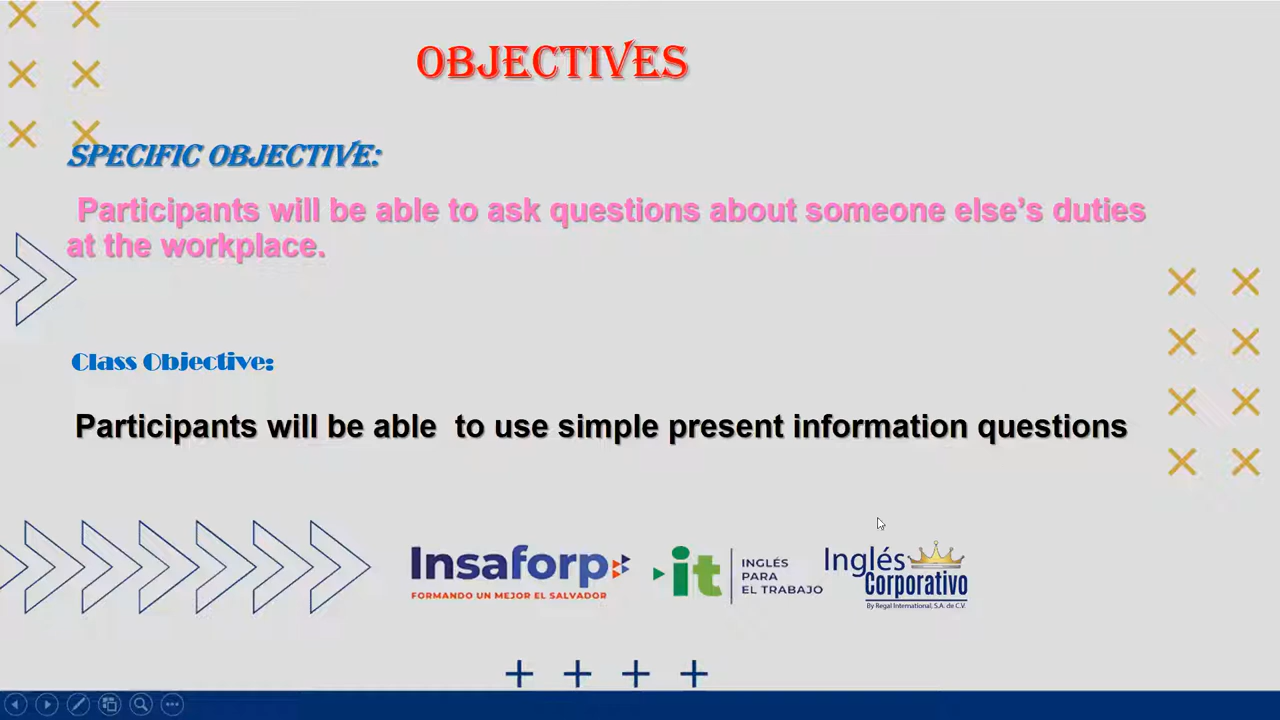 OBJECTIVES
SPECIFIC OBJECTIVE:
Participants will be able to ask questions about someone else’s duties
at the workplace.
Class Objective:
Participants will be able  to use simple present information questions
Insaforp
FORMANDO UN MEJOR EL SALVADOR
it
INGLÉS
PARA
EL TRABAJO
Inglés
Corporativo
By Regal International, S.A. de C.V.